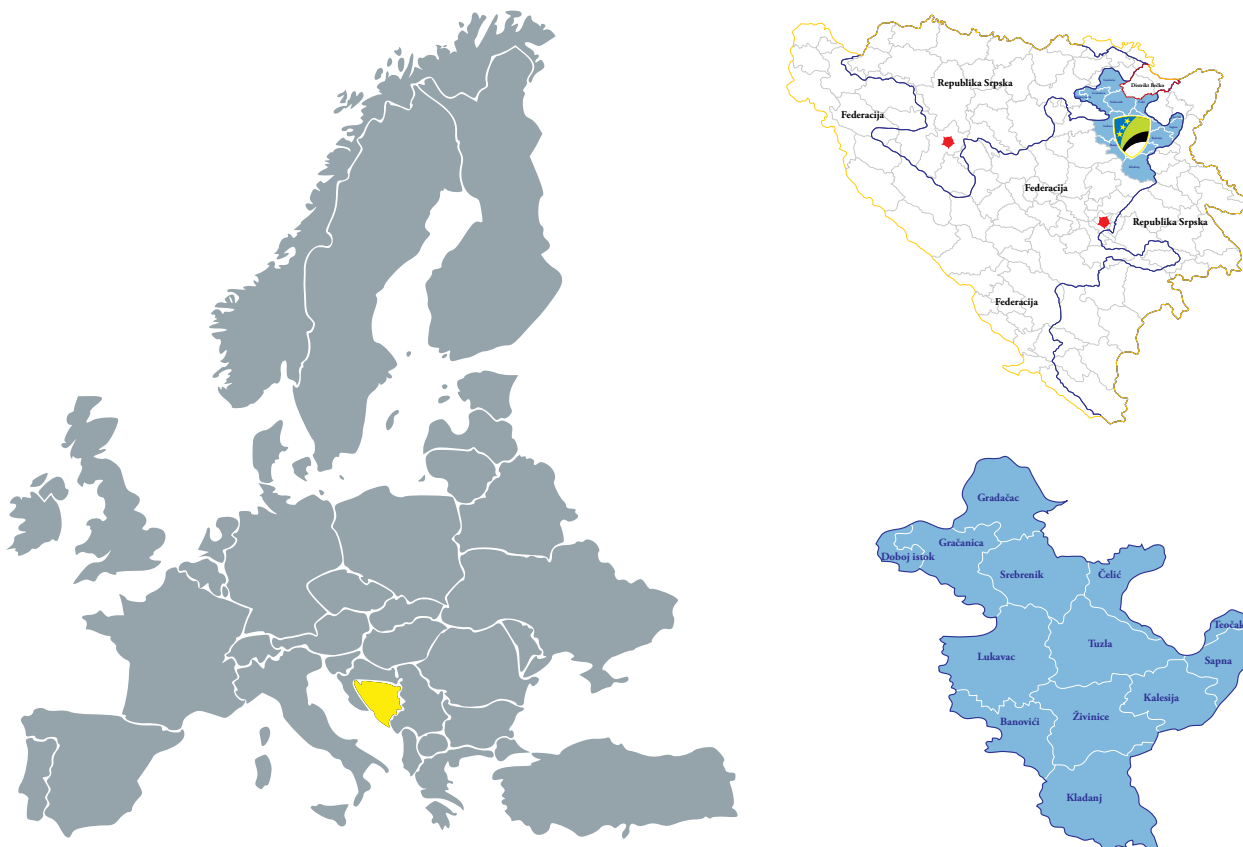 Republika Srpska
Distrikt Brčko
Federacija
Federacija
Republika Srpska
Federacija
Gradačac
Gračanica
Doboj istok
Srebrenik
Čelić
Teočak
Tuzla
Lukavac
Sapna
Kalesija
Banovići
Živinice
Kladanj